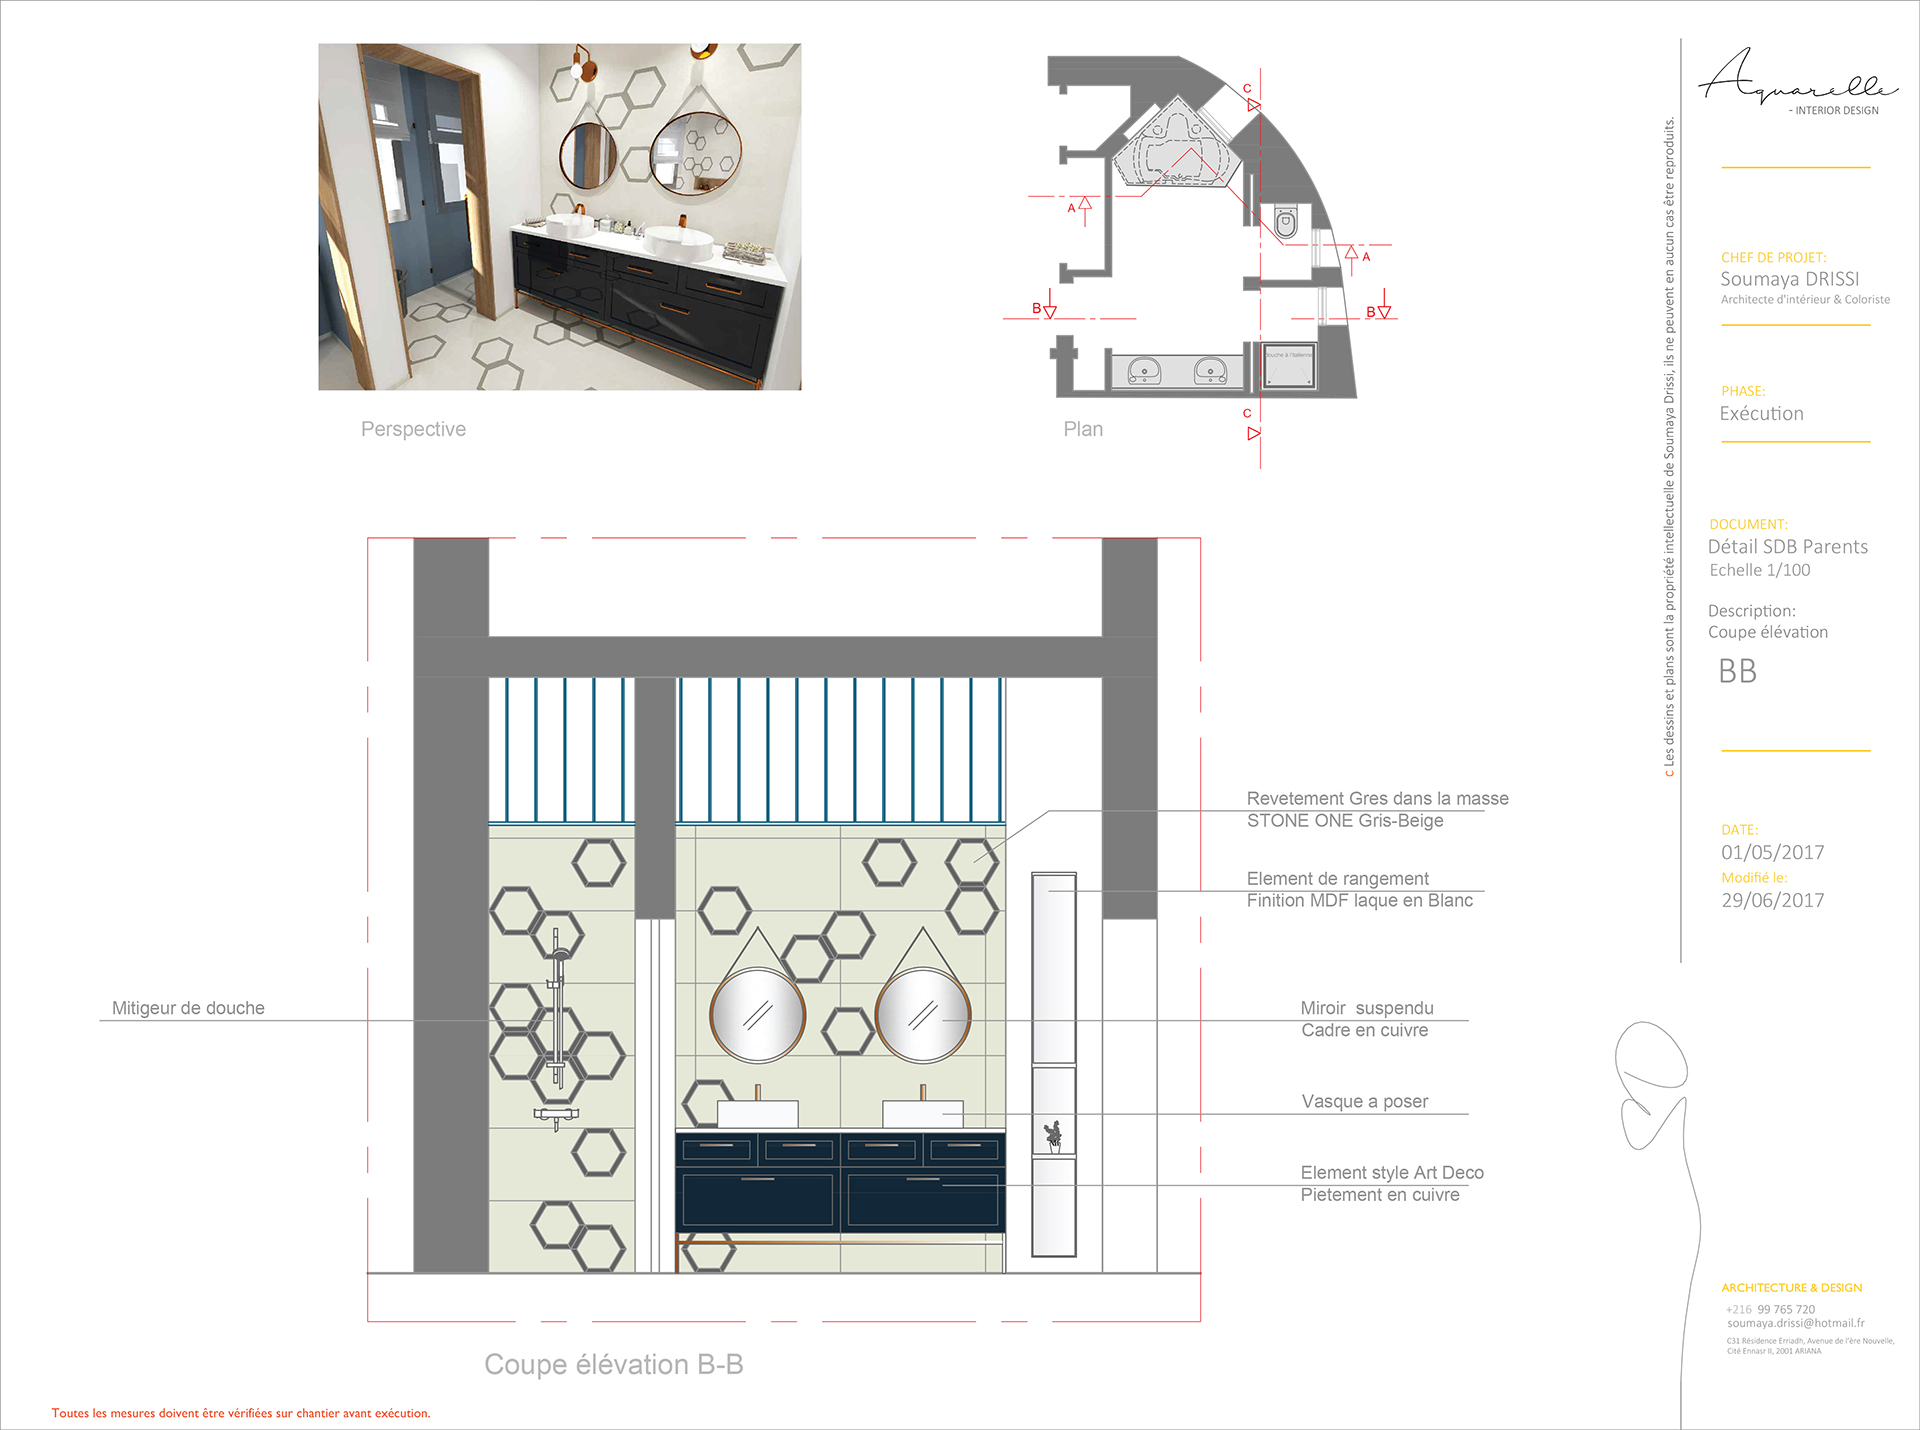 Perspective
C
A
A
B
B
Douche à l'italienne
C
Plan
Revetement Gres dans la masse
STONE ONE Gris-Beige
Element de rangement
Finition MDF laque en Blanc
Mitigeur de douche
Miroir suspendu
Cadre en cuivre
Vasque a poser
Element style Art Deco
Pietement en cuivre
Coupe élévation B-B
Toutes les mesures doivent être vérifiées sur chantier avant exécution.
C Les dessins et plans sont la propriété intellectuelle de Soumaya Drissi, ils ne peuvent en aucun cas être reproduits.
Aquarelle
- INTERIOR DESIGN
CHEF DE PROJET:
Soumaya DRISSI
Architecte d'intérieur & Coloriste
PHASE:
Exécution
DOCUMENT:
Détail SDB Parents
Echelle 1/100
Description:
Coupe élévation
BB
DATE:
01/05/2017
Modifié le:
29/06/2017
ARCHITECTURE & DESIGN
+216 99 765 720
soumaya.drissi@hotmail.fr
C31 Résidence Erriadh, Avenue de l'ère Nouvelle,
Cité Ennasr II, 2001 ARIANA